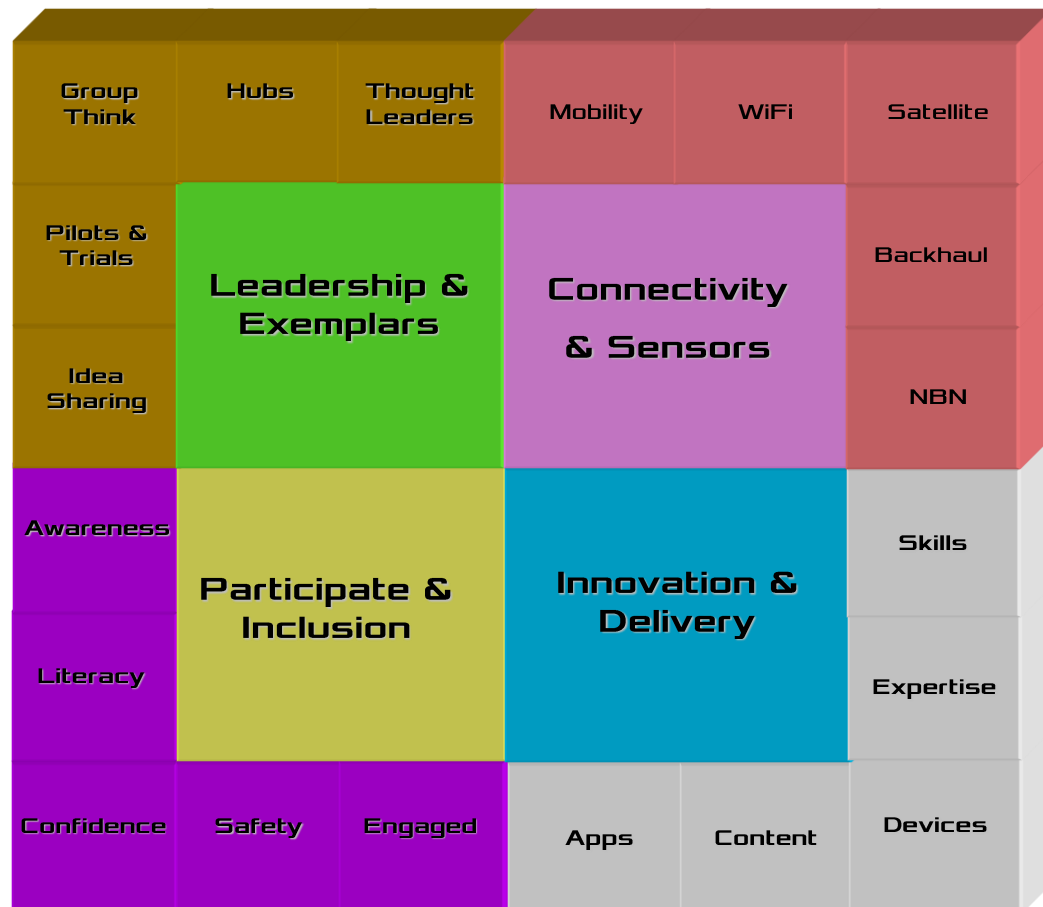 Group
Think
Hubs
Thought
Leaders
Mobility
WiFi
Satellite
Pilots &
Trials
Leadership &
Exemplars
Connectivity
& Sensors
Backhaul
Idea
Sharing
NBN
Awareness
Participate &
Inclusion
Innovation &
Delivery
Skills
Literacy
Expertise
Confidence
Safety
Engaged
Apps
Content
Devices